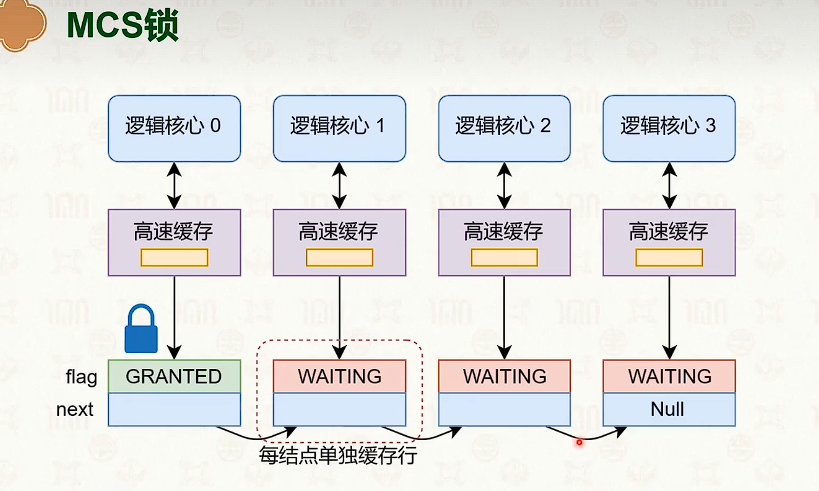 MCS锁
逻辑核心 0
逻辑核心 1
逻辑核心 2
逻辑核心 3
高速缓存
高速缓存
高速缓存
高速缓存
flag
GRANTED
WAITING
WAITING
WAITING
next
Null
每结点单独缓存行